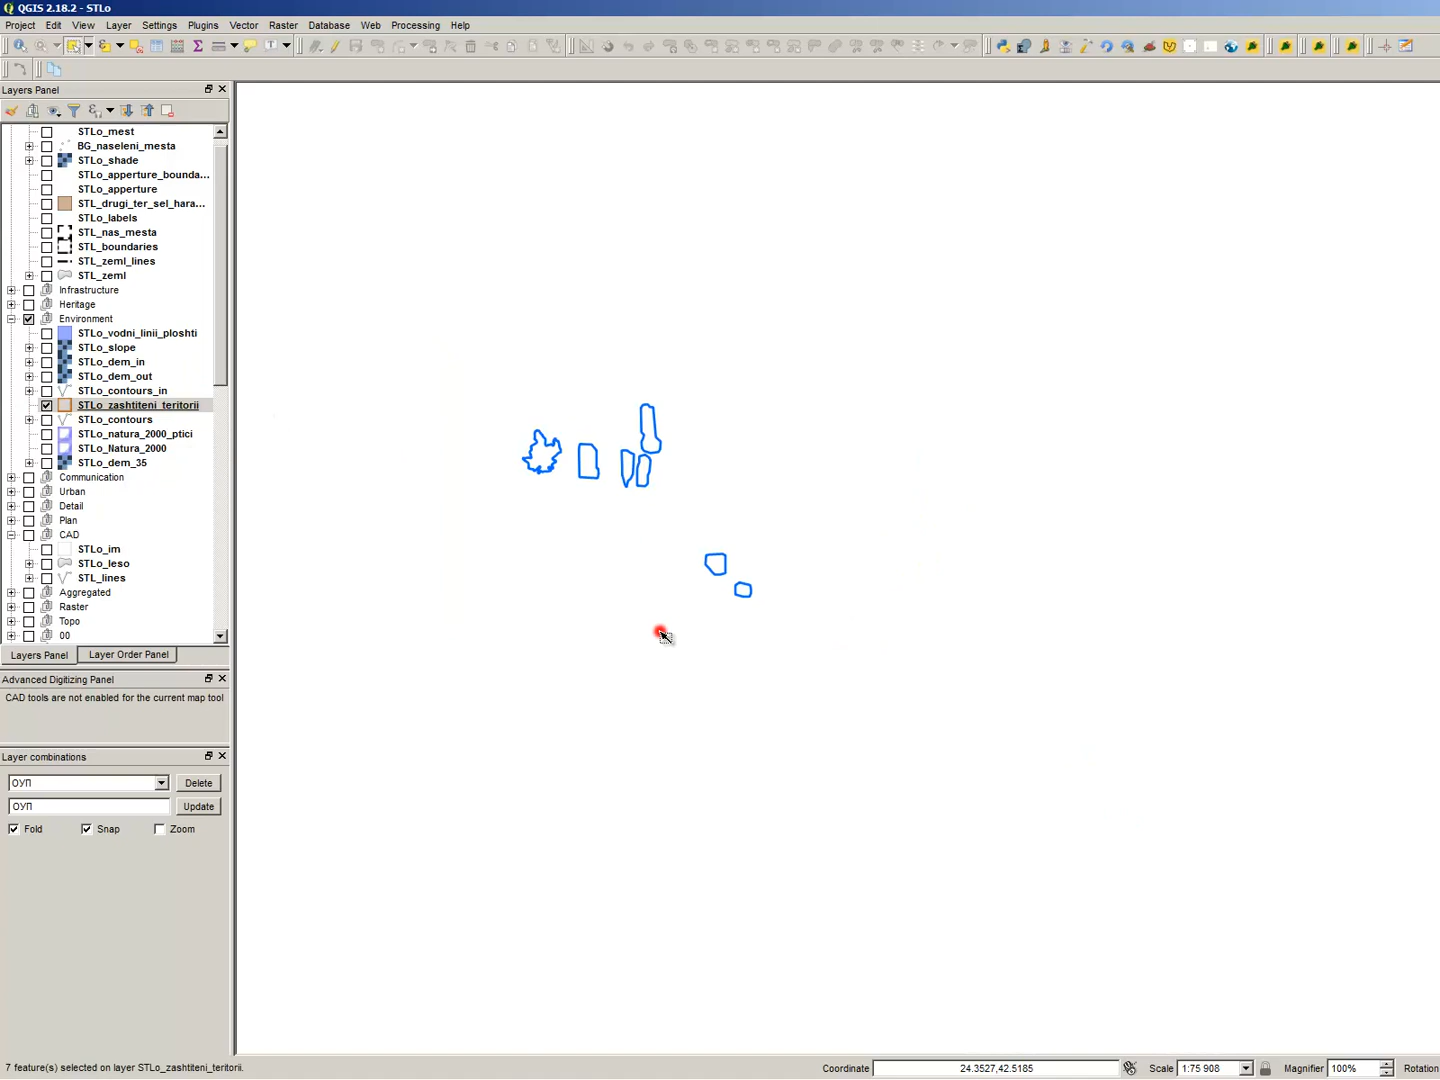 QGIS 2.18.2 - STLo
Project Edit View Layer Settings Plugins Vector Raster Database Web Processing Help
Layers Panel
STLo_mest
BG_naseleni_mesta
STLo_shade
STLo_apperture_bounda...
STLo_apperture
STL_drugi_ter_sel_hara...
STLo_labels
STL_nas_mesta
STL_boundaries
STL_zeml_lines
STL_zeml
Infrastructure
Heritage
Environment
STLo_vodni_linii_ploshti
STLo_slope
STLo_dem_in
STLo_dem_out
STLo_contours_in
STLo_zashtiteni_teritorii
STLo_contours
STLo_natura_2000_ptici
STLo_Natura_2000
STLo_dem_35
Communication
Urban
Detail
Plan
CAD
STLo_im
STLo_leso
STL_lines
Aggregated
Raster
Topo
00
Layers Panel Layer Order Panel
Advanced Digitizing Panel
CAD tools are not enabled for the current map tool
Layer combinations
ОУП Delete
ОУП Update
Fold Snap Zoom
7 feature(s) selected on layer STLo_zashtiteni_teritorii. Coordinate 24.3527,42.5185 Scale 1:75 908 Magnifier 100% Rotation